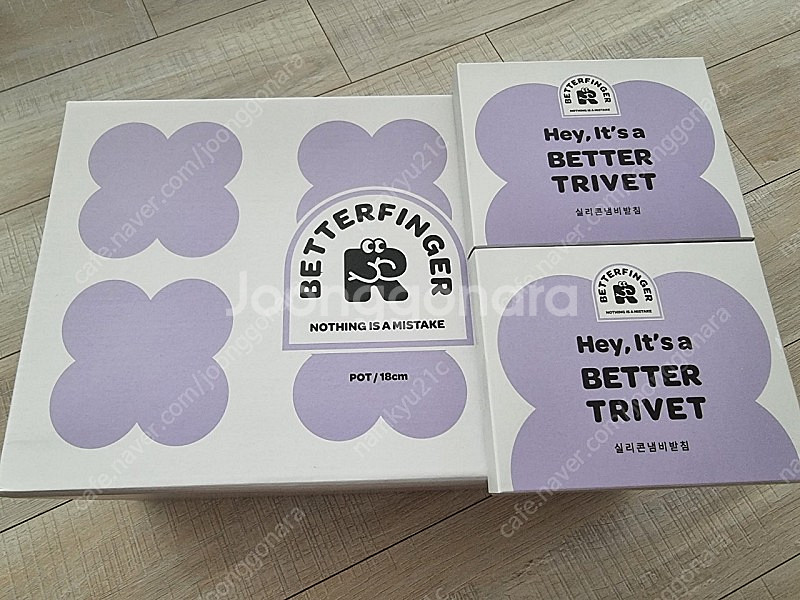 BETTERFINGER
NOTHING IS A MISTAKE
POT / 18cm
BETTERFINGER
NOTHING IS A MISTAKE
Hey, It's a
BETTER
TRIVET
실리콘냄비받침
BETTERFINGER
NOTHING IS A MISTAKE
Hey, It's a
BETTER
TRIVET
실리콘냄비받침
Joonggonara
cafe.naver.com/joonggonara